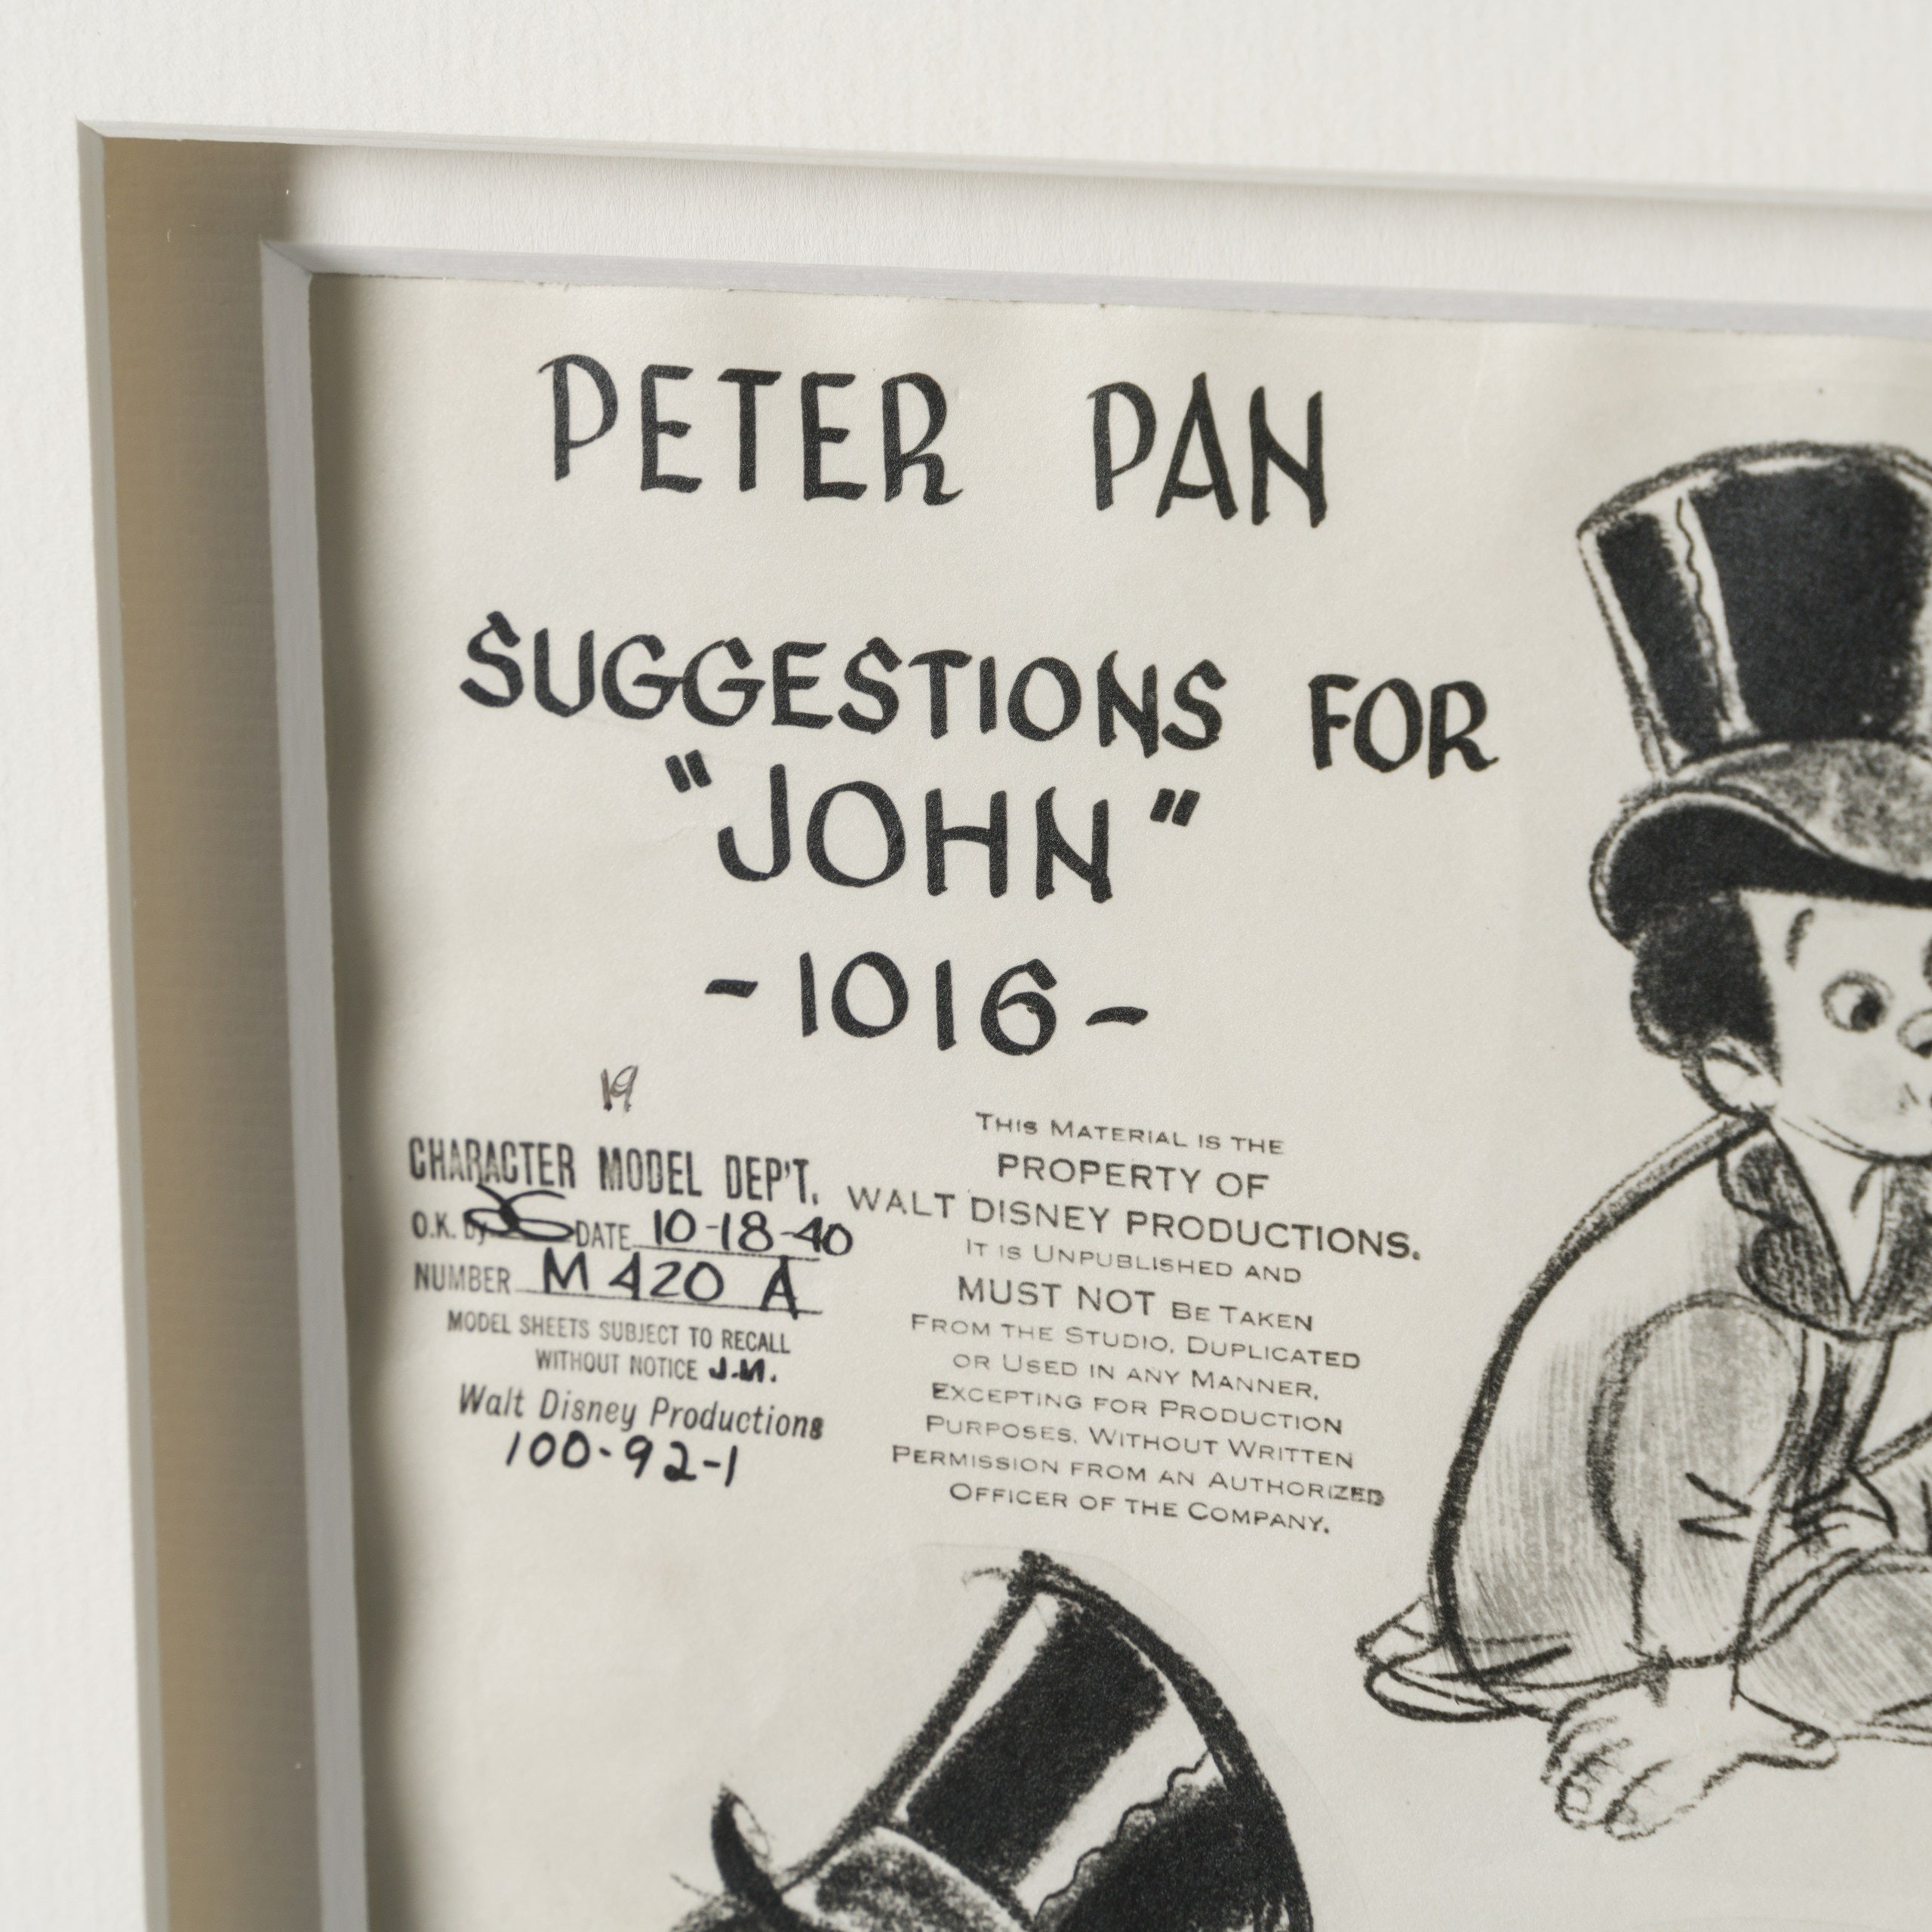 PETER PAN
SUGGESTIONS FOR
"JOHN"
-1016-
19
CHARACTER MODEL DEP'T.
O.K. By DATE 10-18-40
NUMBER M420 A
MODEL SHEETS SUBJECT TO RECALL
WITHOUT NOTICE J.M.
Walt Disney Productions
100-92-1
THIS MATERIAL IS THE
PROPERTY OF
WALT DISNEY PRODUCTIONS.
IT IS UNPUBLISHED AND
MUST NOT BE TAKEN
FROM THE STUDIO, DUPLICATED
OR USED IN ANY MANNER,
EXCEPTING FOR PRODUCTION
PURPOSES, WITHOUT WRITTEN
PERMISSION FROM AN AUTHORIZED
OFFICER OF THE COMPANY.